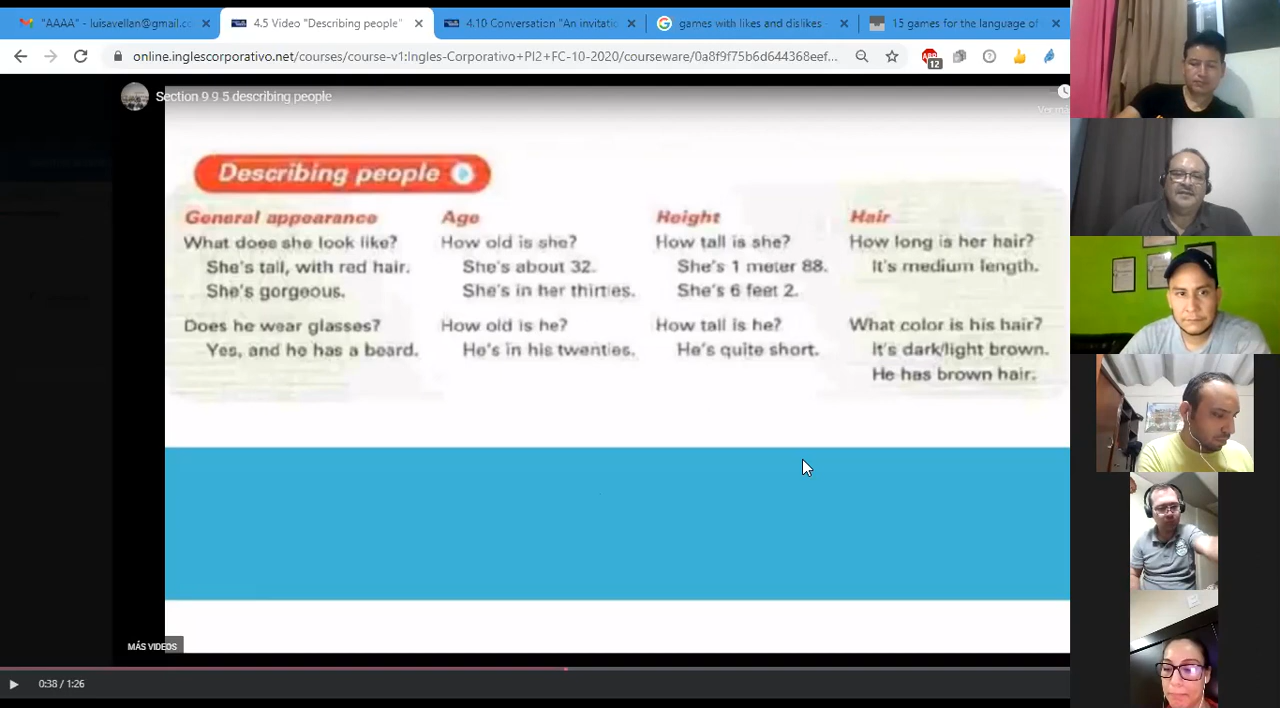 "AAAA" - luisavellan@gmail.cc
4.5 Video "Describing people"
4.10 Conversation "An invitatio
games with likes and dislikes -
15 games for the language of
online.inglescorporativo.net/courses/course-v1:Ingles-Corporativo+PI2+FC-10-2020/courseware/0a8f9f75b6d644368eef...
12
Section 9 9 5 describing people
Describing people
General appearance
What does she look like?
She's tall, with red hair.
She's gorgeous.
Does he wear glasses?
Yes, and he has a beard.
Age
How old is she?
She's about 32.
She's in her thirties.
How old is he?
He's in his twenties.
Height
How tall is she?
She's 1 meter 88.
She's 6 feet 2.
How tall is he?
He's quite short.
Hair
How long is her hair?
It's medium length.
What color is his hair?
It's dark/light brown.
He has brown hair.
MÁS VIDEOS
0:38 / 1:26